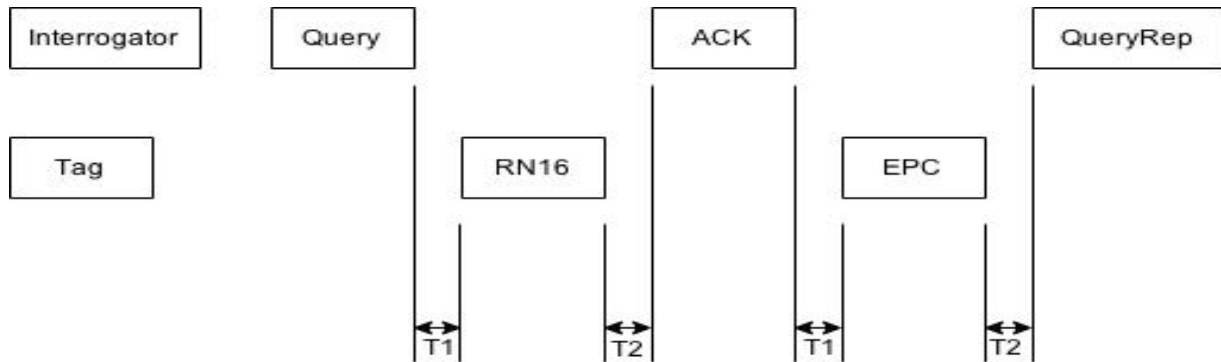 Interrogator Query ACK QueryRep
Tag RN16 EPC
T1 T2 T1 T2